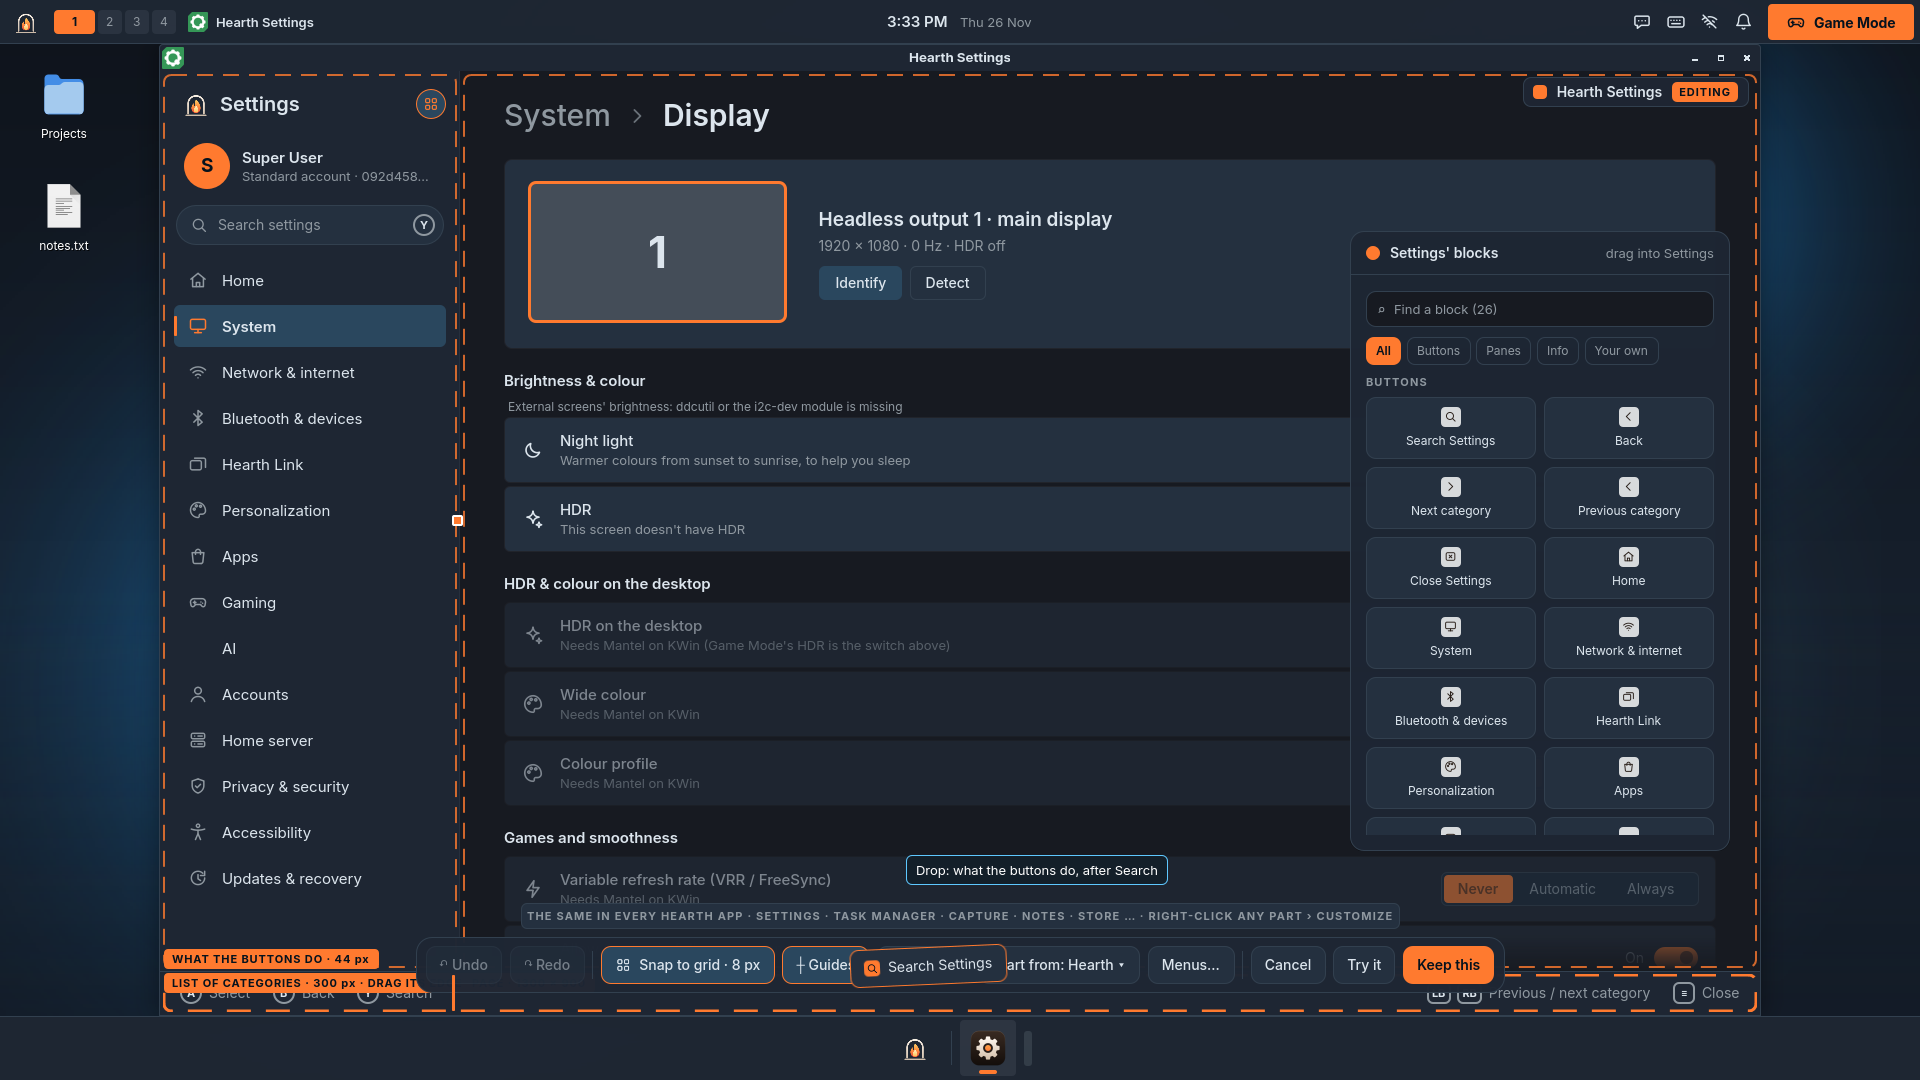 1 2 3 4 Hearth Settings
3:33 PM Thu 26 Nov
Game Mode
Hearth Settings
Projects
notes.txt
Settings
S
Super User
Standard account · 092d458...
Search settings Y
Home
System
Network & internet
Bluetooth & devices
Hearth Link
Personalization
Apps
Gaming
AI
Accounts
Home server
Privacy & security
Accessibility
Updates & recovery
System > Display
Hearth Settings EDITING
1
Headless output 1 · main display
1920 × 1080 · 0 Hz · HDR off
Identify Detect
Brightness & colour
External screens' brightness: ddcutil or the i2c-dev module is missing
Night light
Warmer colours from sunset to sunrise, to help you sleep
HDR
This screen doesn't have HDR
HDR & colour on the desktop
HDR on the desktop
Needs Mantel on KWin (Game Mode's HDR is the switch above)
Wide colour
Needs Mantel on KWin
Colour profile
Needs Mantel on KWin
Games and smoothness
Variable refresh rate (VRR / FreeSync)
Needs Mantel on KWin
Never Automatic Always
On
Settings' blocks drag into Settings
Find a block (26)
All Buttons Panes Info Your own
BUTTONS
Search Settings Back
Next category Previous category
Close Settings Home
System Network & internet
Bluetooth & devices Hearth Link
Personalization Apps
Drop: what the buttons do, after Search
THE SAME IN EVERY HEARTH APP · SETTINGS · TASK MANAGER · CAPTURE · NOTES · STORE ... · RIGHT-CLICK ANY PART › CUSTOMIZE
Undo Redo Snap to grid · 8 px Guides Search Settings art from: Hearth Menus... Cancel Try it Keep this
WHAT THE BUTTONS DO · 44 px
LIST OF CATEGORIES · 300 px · DRAG IT
A Select B Back Y Search
LB RB Previous / next category Close